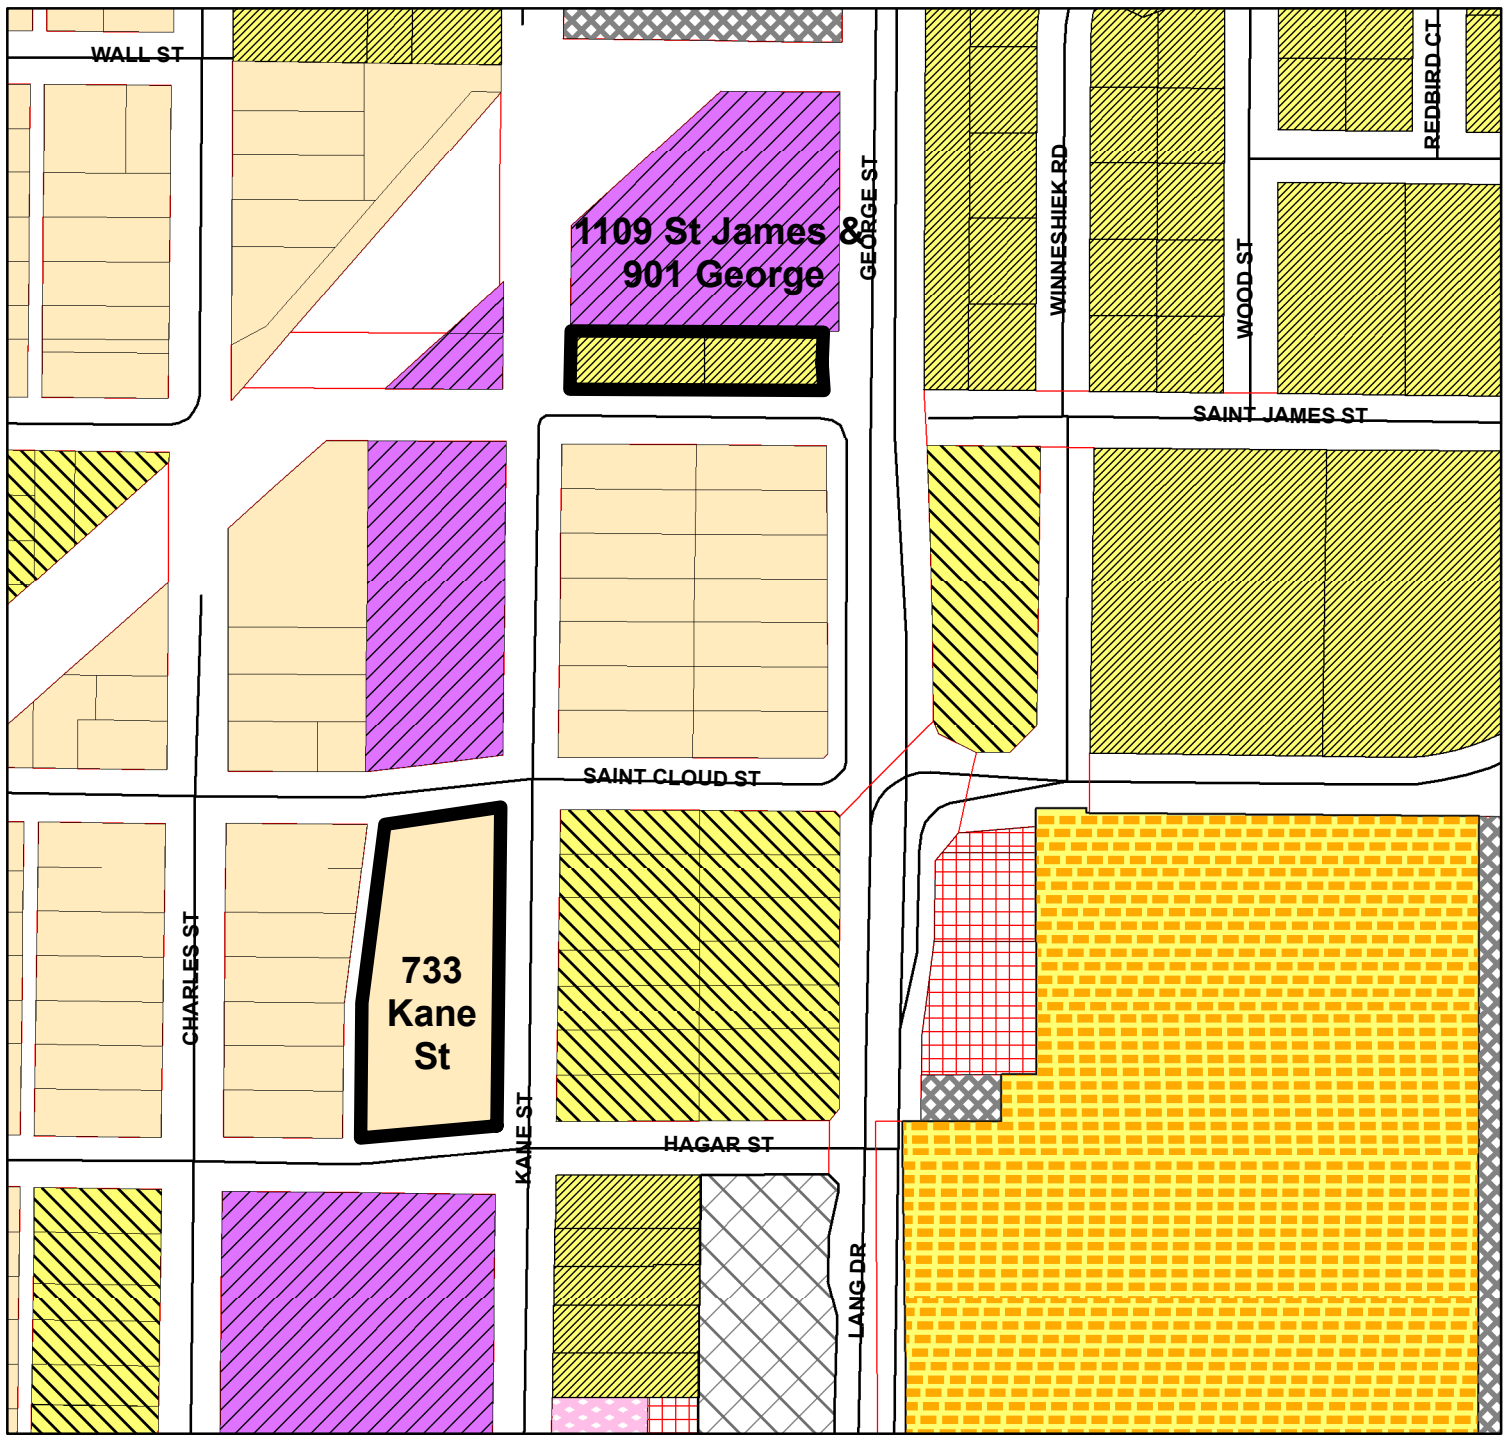 WALL ST
REDBIRD CT
GEORGE ST
WINNESHIEK RD
1109 St James &
901 George
WOOD ST
SAINT JAMES ST
SAINT CLOUD ST
CHARLES ST
733
Kane
St
KANE ST
HAGAR ST
LANG DR